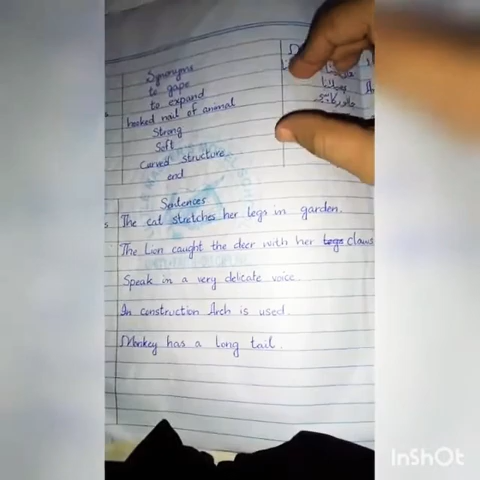 Synonyms
to gape
to expand
hooked nail of animal
Strong
Soft
Curved structure
end
Sentences
The cat stretches her legs in garden.
The Lion caught the deer with her legs claws
Speak in a very delicate voice.
In construction Arch is used.
Monkey has a long tail.
InShOt